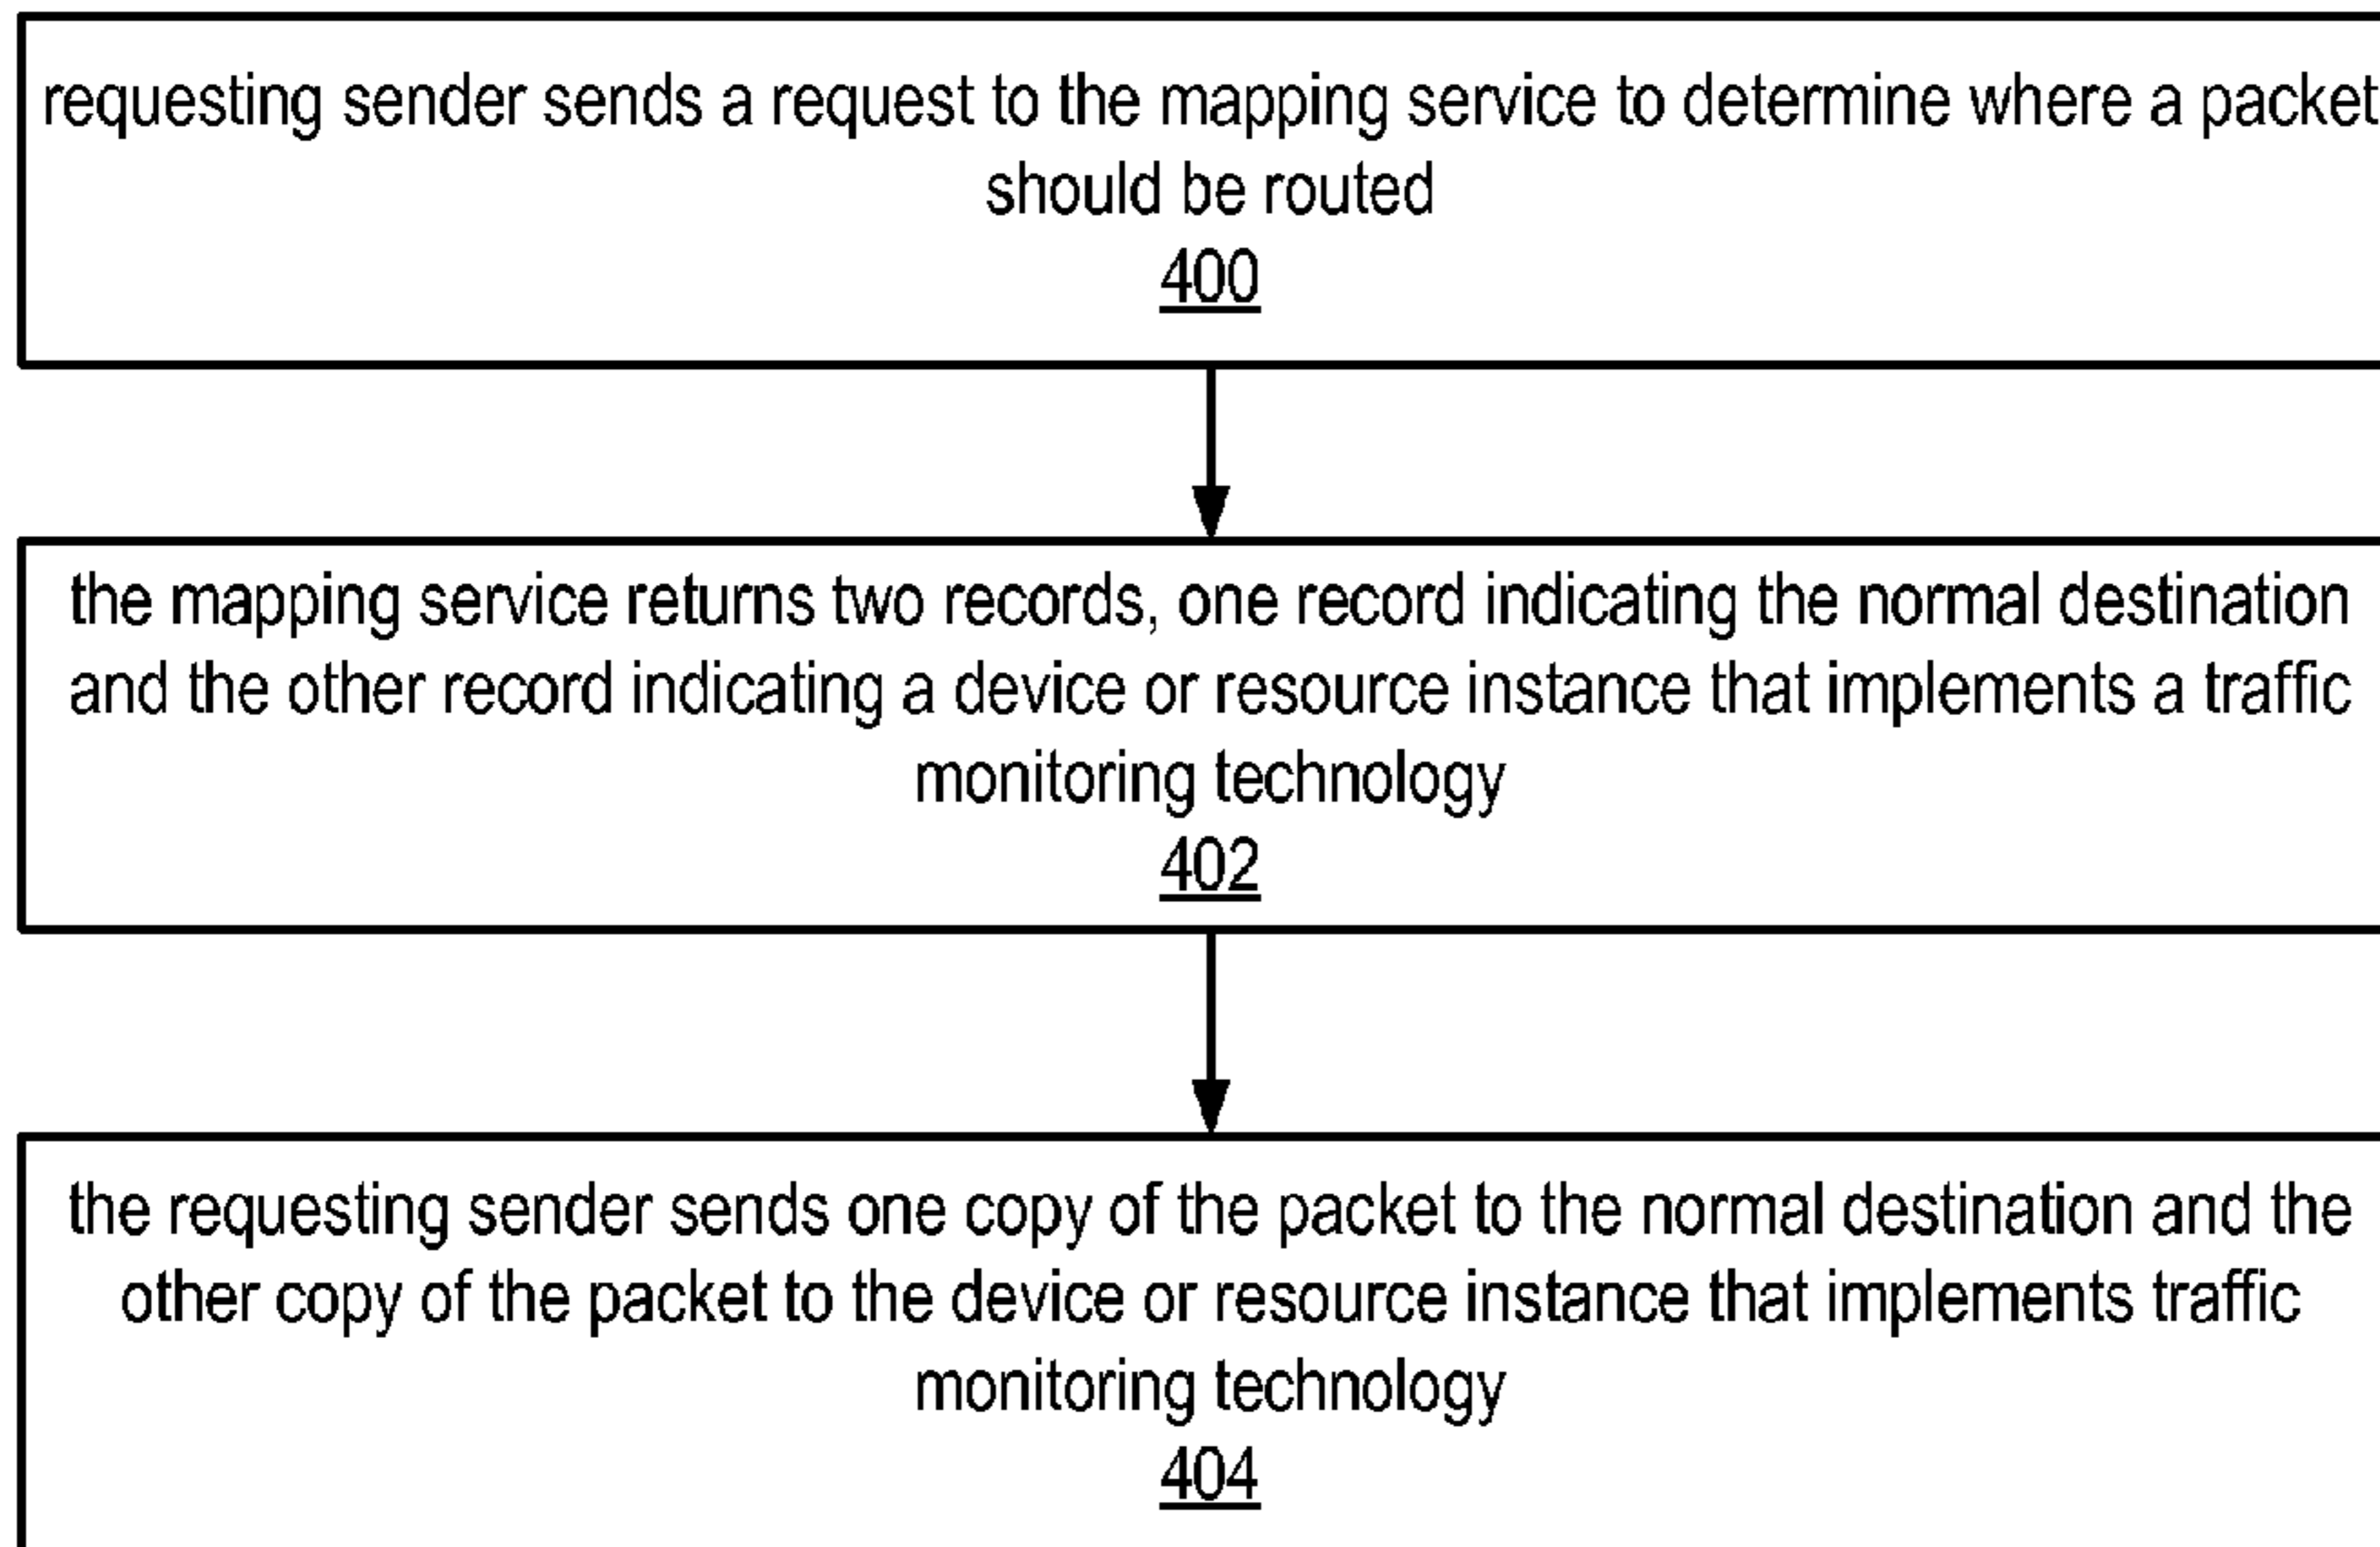 requesting sender sends a request to the mapping service to determine where a packet
should be routed
400
the mapping service returns two records, one record indicating the normal destination
and the other record indicating a device or resource instance that implements a traffic
monitoring technology
402
the requesting sender sends one copy of the packet to the normal destination and the
other copy of the packet to the device or resource instance that implements traffic
monitoring technology
404